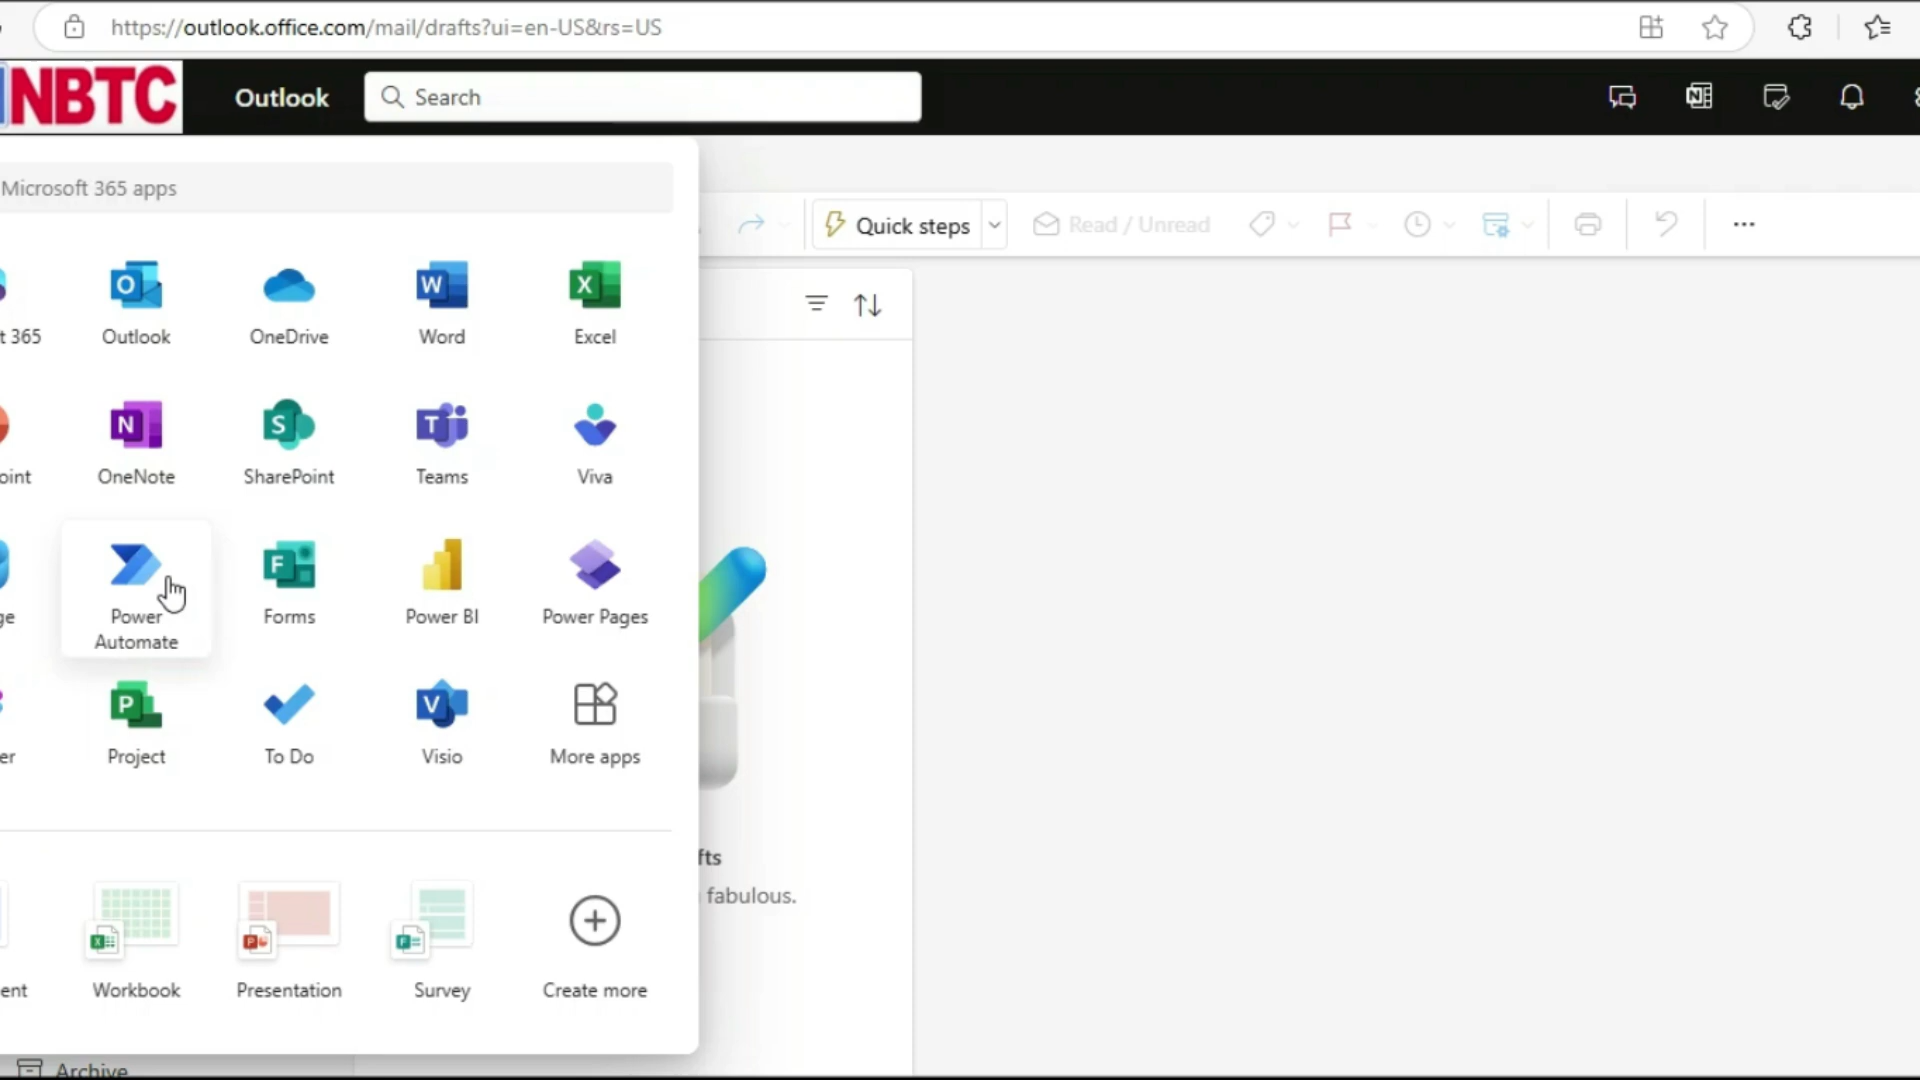 https://outlook.office.com/mail/drafts?ui=en-US&rs=US
NBTC
Outlook
Search
Microsoft 365 apps
Quick steps
Read / Unread
t 365
Outlook
OneDrive
Word
Excel
oint
OneNote
SharePoint
Teams
Viva
ge
Power
Automate
Forms
Power BI
Power Pages
er
Project
To Do
Visio
More apps
fts
fabulous.
ent
Workbook
Presentation
Survey
Create more
Archive